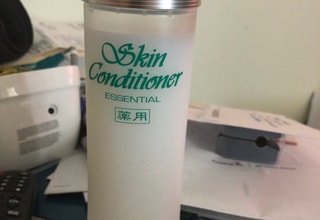 Skin
Conditioner
ESSENTIAL
薬用